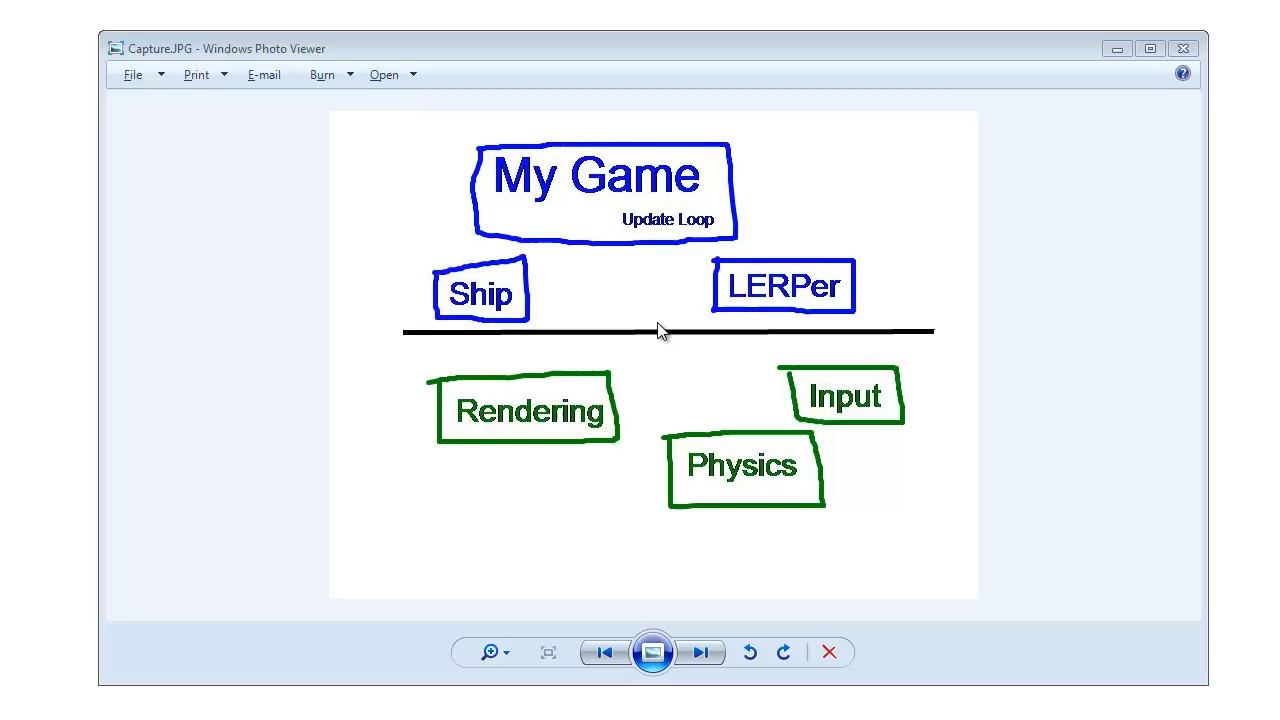 Capture.JPG - Windows Photo Viewer
File Print E-mail Burn Open
My Game
Update Loop
Ship
LERPer
Rendering
Input
Physics